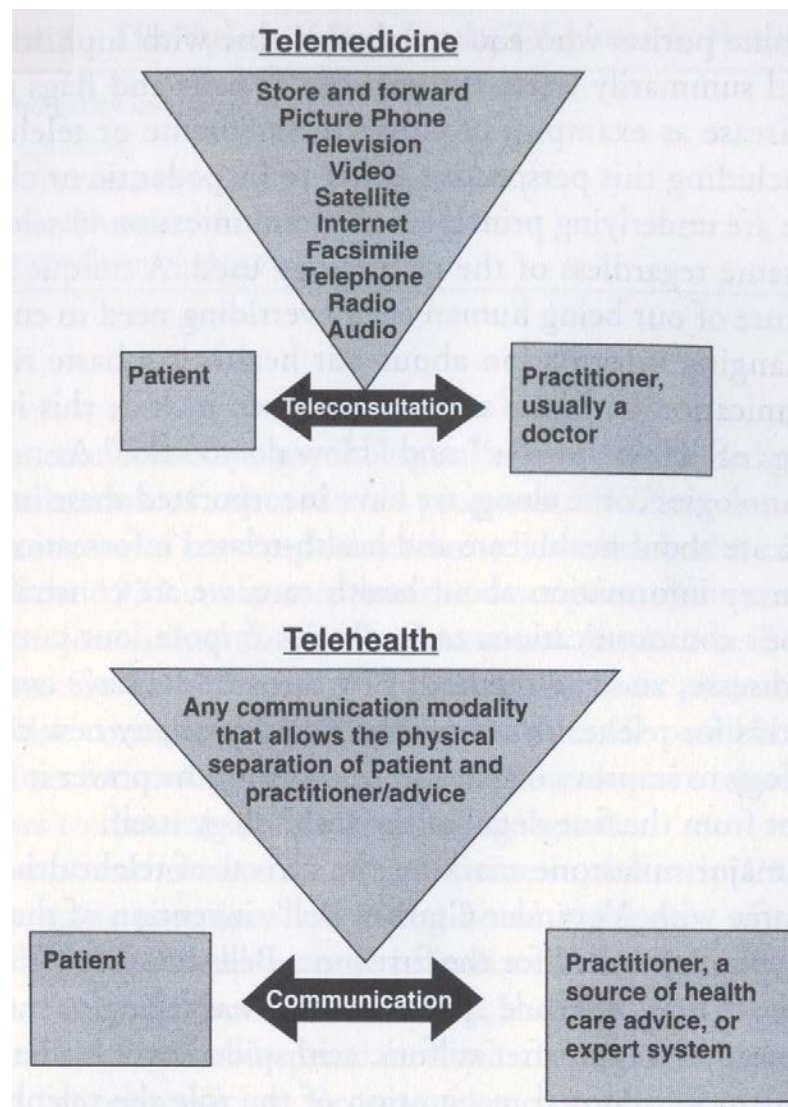 Telemedicine
Store and forward
Picture Phone
Television
Video
Satellite
Internet
Facsimile
Telephone
Radio
Audio
Patient
Teleconsultation
Practitioner,
usually a
doctor
Telehealth
Any communication modality
that allows the physical
separation of patient and
practitioner/advice
Patient
Communication
Practitioner, a
source of health
care advice, or
expert system